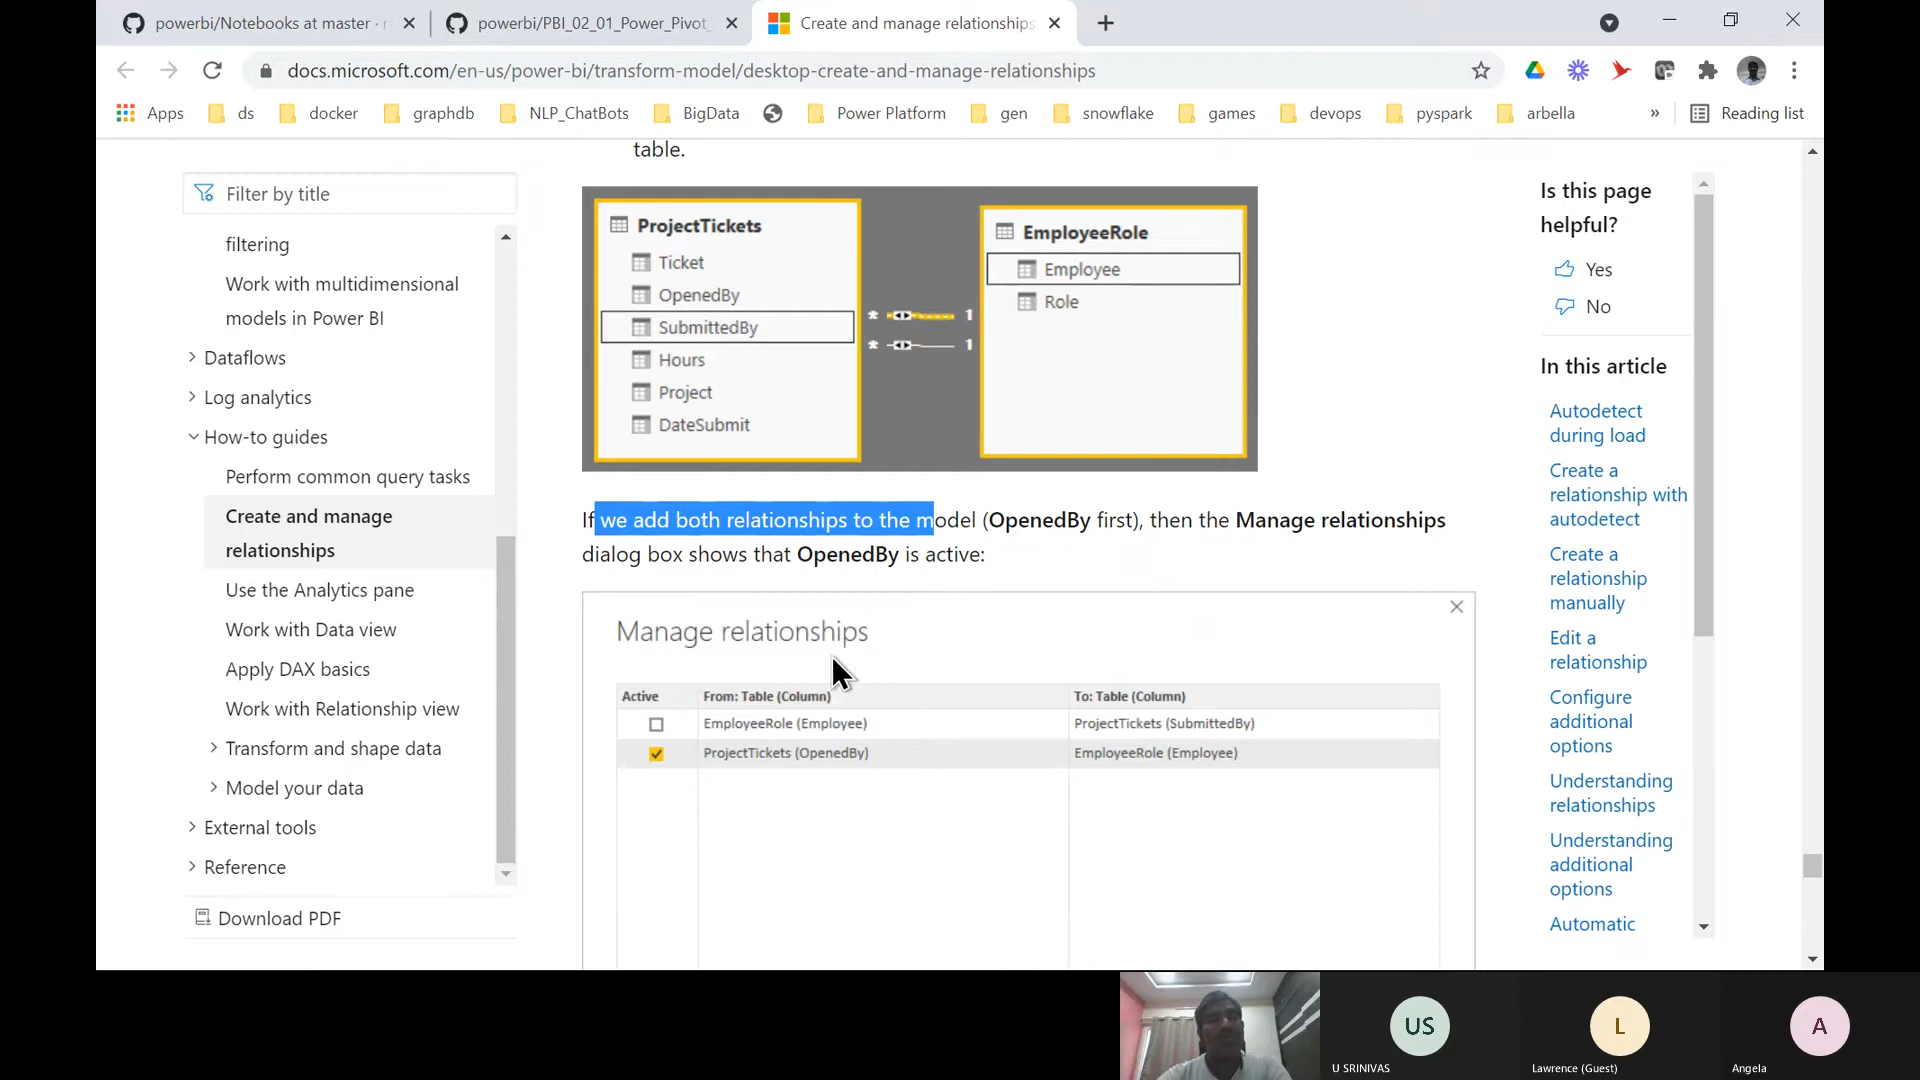 powerbi/Notebooks at master · r
powerbi/PBI_02_01_Power_Pivot_
Create and manage relationships
docs.microsoft.com/en-us/power-bi/transform-model/desktop-create-and-manage-relationships
Apps
ds
docker
graphdb
NLP_ChatBots
BigData
Power Platform
gen
snowflake
games
devops
pyspark
arbella
»
Reading list
Filter by title
filtering
Work with multidimensional
models in Power BI
Dataflows
Log analytics
How-to guides
Perform common query tasks
Create and manage
relationships
Use the Analytics pane
Work with Data view
Apply DAX basics
Work with Relationship view
Transform and shape data
Model your data
External tools
Reference
Download PDF
table.
ProjectTickets
Ticket
OpenedBy
SubmittedBy
Hours
Project
DateSubmit
* 1
* 1
EmployeeRole
Employee
Role
If we add both relationships to the model (OpenedBy first), then the Manage relationships
dialog box shows that OpenedBy is active:
Manage relationships
Active From: Table (Column) To: Table (Column)
EmployeeRole (Employee) ProjectTickets (SubmittedBy)
ProjectTickets (OpenedBy) EmployeeRole (Employee)
Is this page
helpful?
Yes
No
In this article
Autodetect
during load
Create a
relationship with
autodetect
Create a
relationship
manually
Edit a
relationship
Configure
additional
options
Understanding
relationships
Understanding
additional
options
Automatic
US
U SRINIVAS
L
Lawrence (Guest)
A
Angela